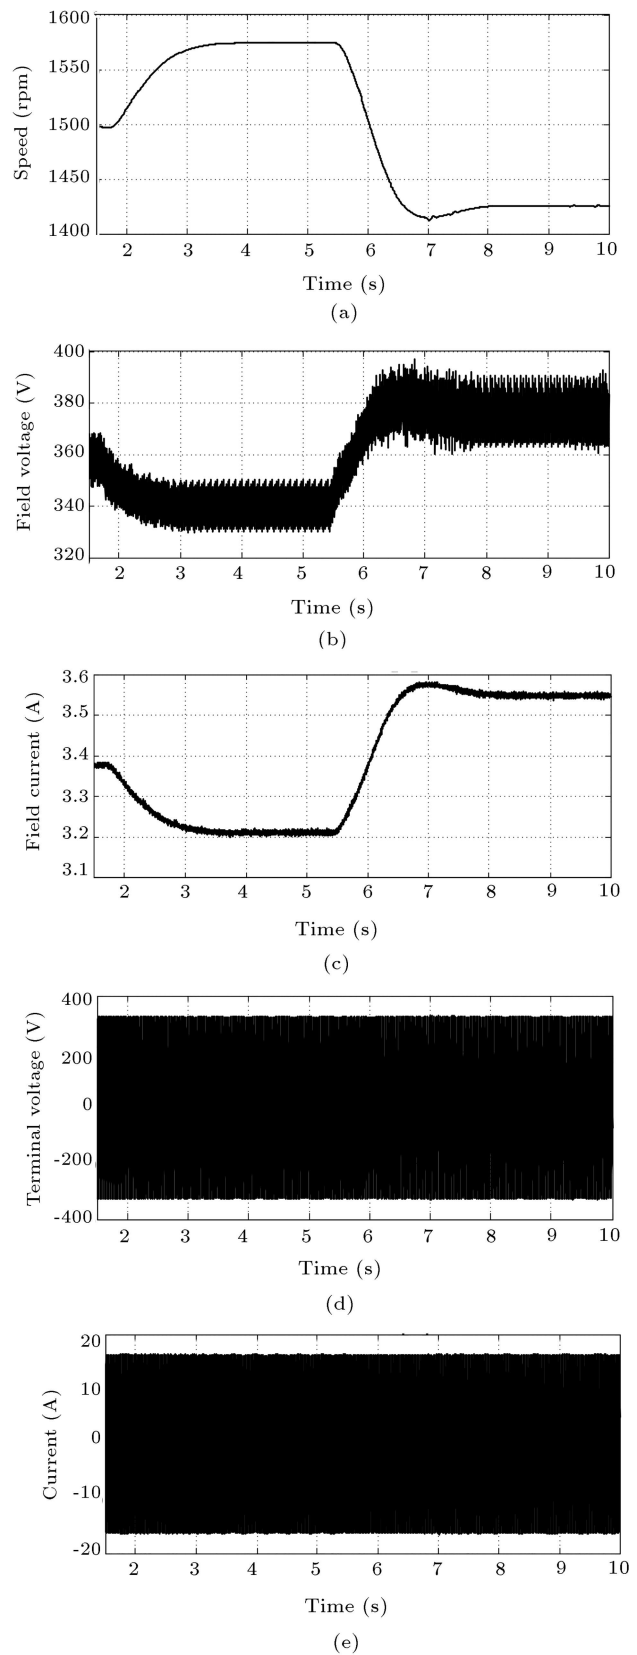 1600
1550
1500
1450
1400
Speed (rpm)
2 3 4 5 6 7 8 9 10
Time (s)
(a)
400
380
360
340
320
Field voltage (V)
2 3 4 5 6 7 8 9 10
Time (s)
(b)
3.6
3.5
3.4
3.3
3.2
3.1
Field current (A)
2 3 4 5 6 7 8 9 10
Time (s)
(c)
400
200
0
-200
-400
Terminal voltage (V)
2 3 4 5 6 7 8 9 10
Time (s)
(d)
20
10
0
-10
-20
Current (A)
2 3 4 5 6 7 8 9 10
Time (s)
(e)